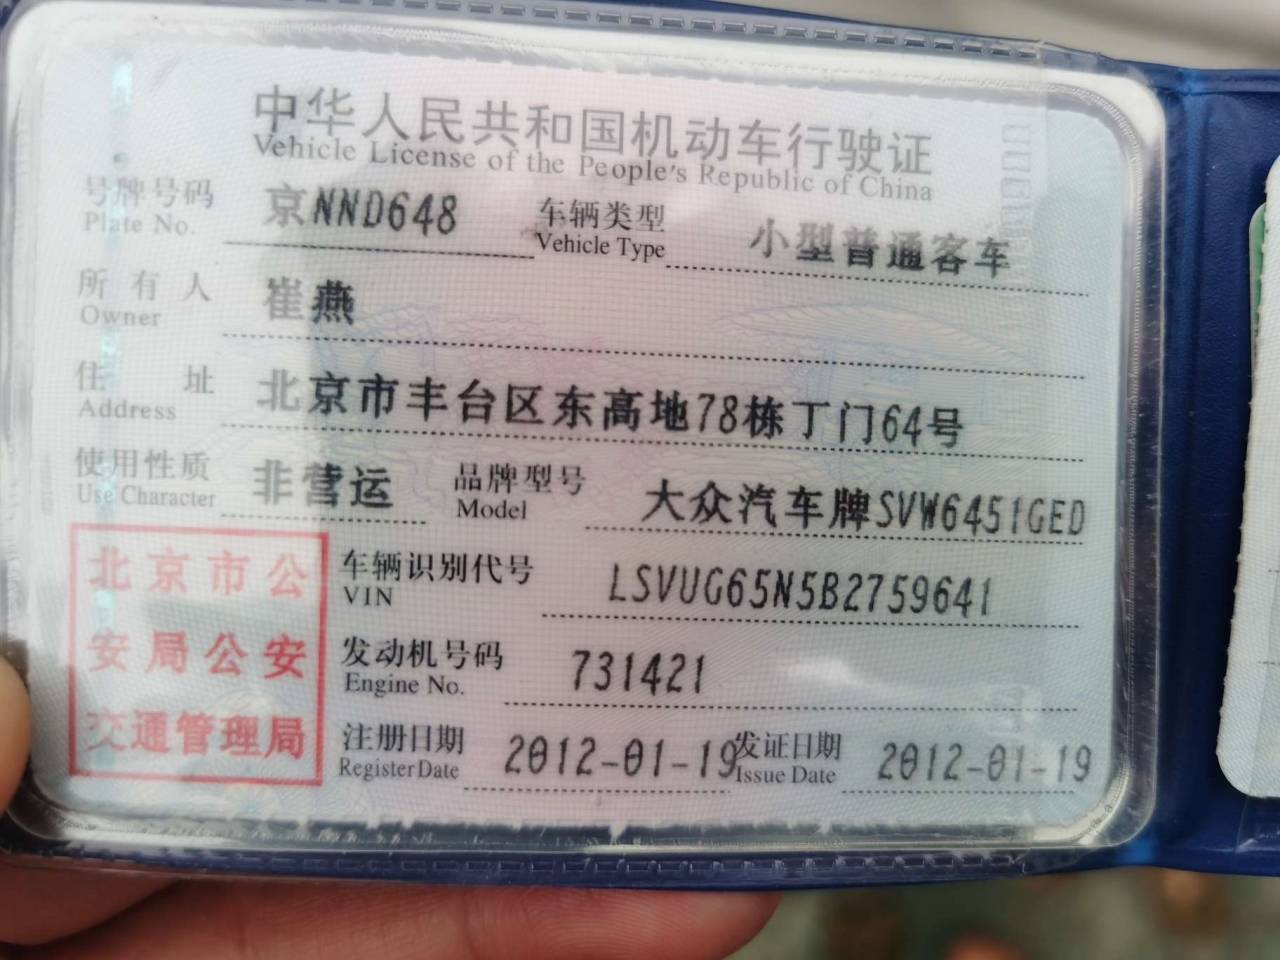 中华人民共和国机动车行驶证
Vehicle License of the People's Republic of China
号牌号码 京NND648 车辆类型 小型普通客车
Plate No. Vehicle Type
所有人 崔燕
Owner
住址 北京市丰台区东高地78栋丁门64号
Address
使用性质 非营运 品牌型号 大众汽车牌SVW6451GED
Use Character Model
车辆识别代号 LSVUG65N5B2759641
VIN
发动机号码 731421
Engine No.
注册日期 2012-01-19 发证日期 2012-01-19
Register Date Issue Date
北京市公
安局公安
交通管理局